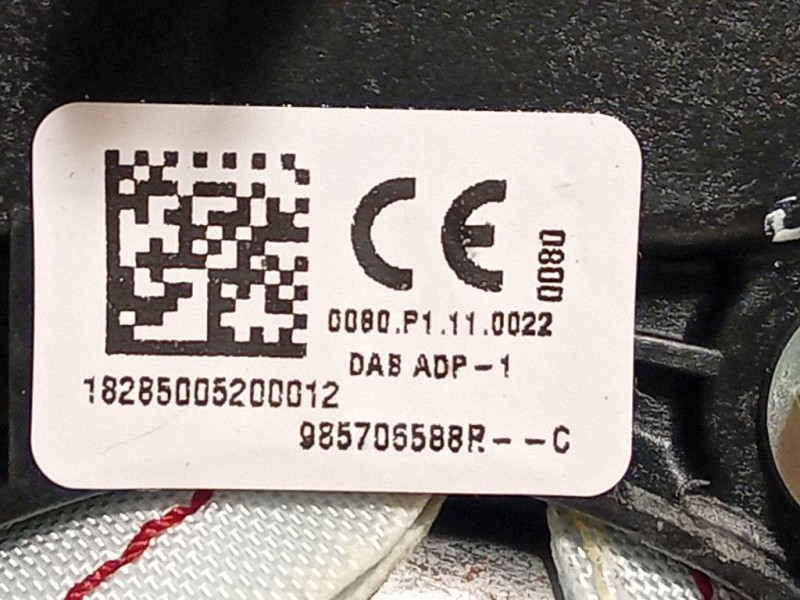 CE
0080
0080.P1.11.0022
DAB ADP-1
18285005200012
985706588R--C